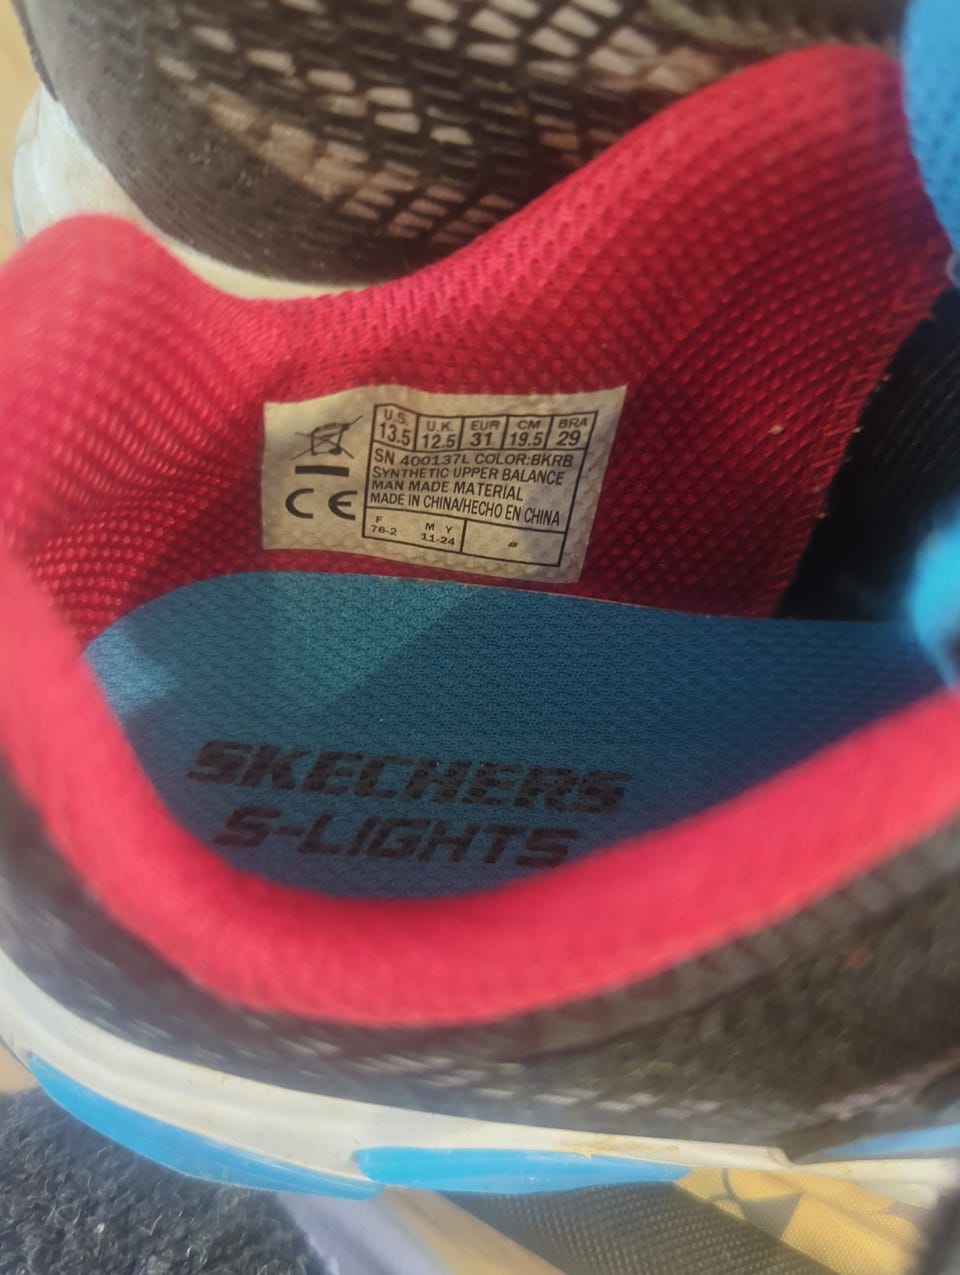 U.S. U.K. EUR CM BRA
13.5 12.5 31 19.5 29
SN 400137L COLOR:BKRB
SYNTHETIC UPPER BALANCE
MAN MADE MATERIAL
MADE IN CHINA/HECHO EN CHINA
F M Y
76-2 11-24
CE
SKECHERS
S-LIGHTS